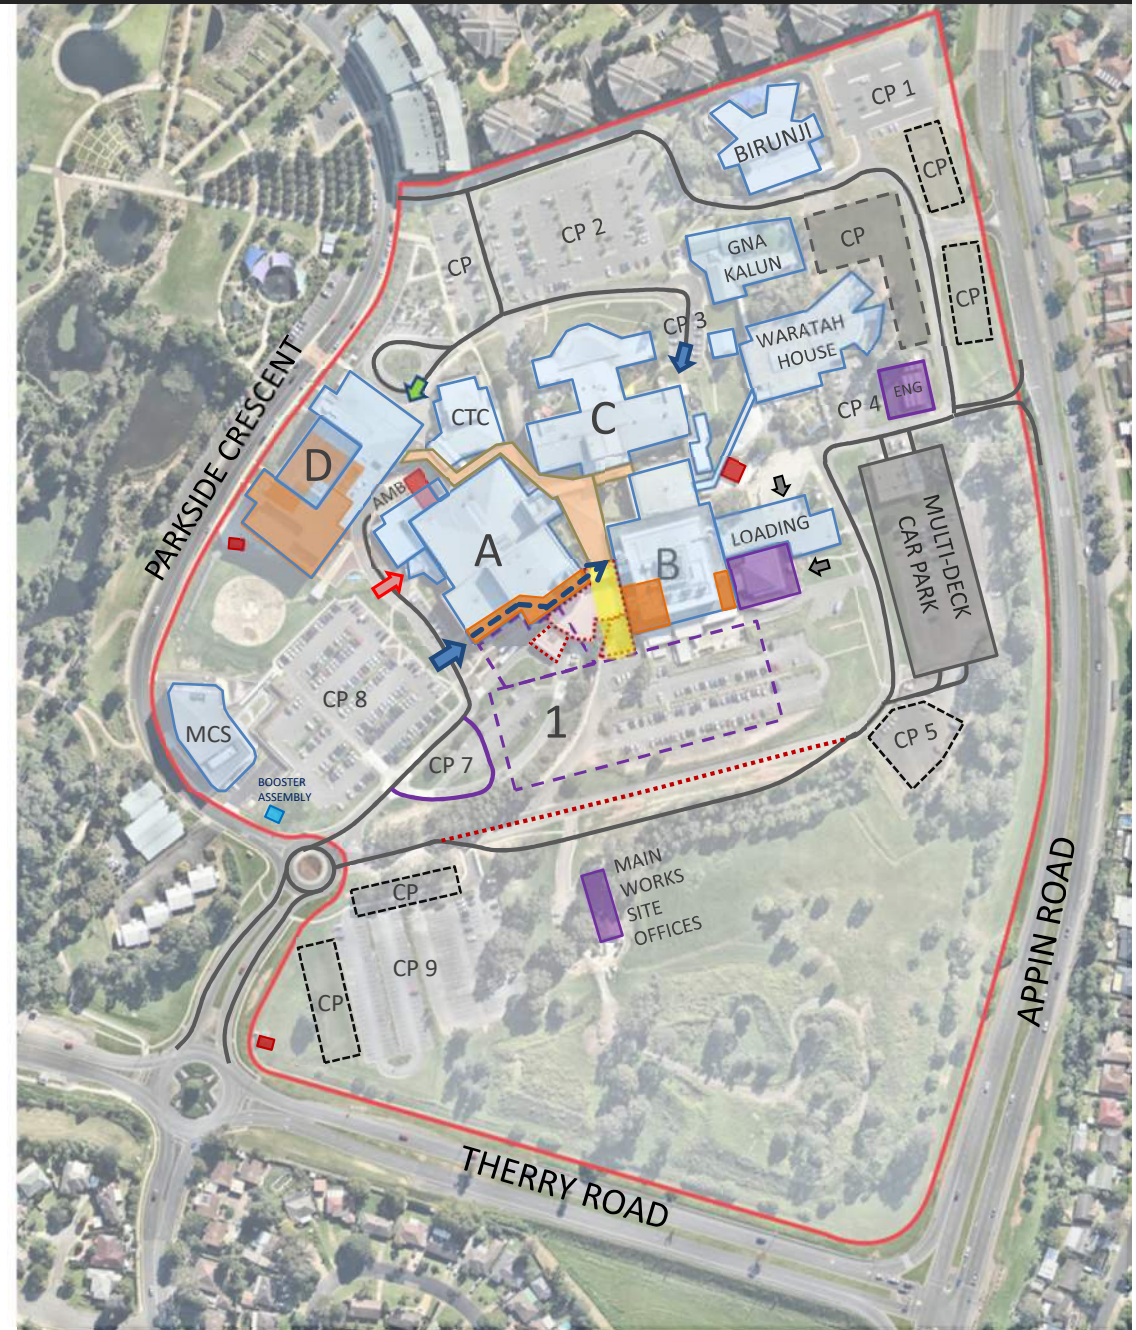 CP 1
BIRUNJI
CP
CP 2
GNA
KALUN
CP
CP
CP
CP 3
WARATAH
HOUSE
PARKSIDE CRESCENT
CTC
C
CP 4
ENG
D
AMB
A
B
LOADING
MULTI-DECK
CAR PARK
CP 8
MCS
1
CP 5
CP 7
BOOSTER
ASSEMBLY
MAIN
WORKS
SITE
OFFICES
CP
CP 9
CP
APPIN ROAD
THERRY ROAD